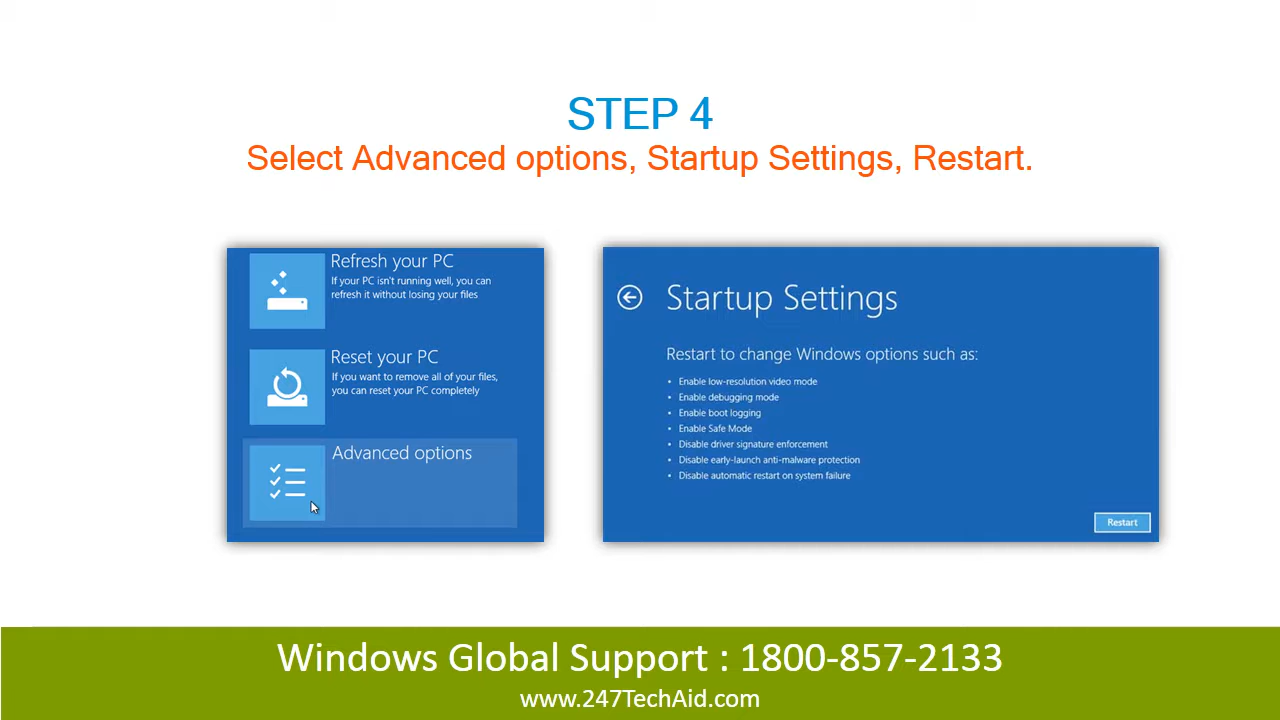 STEP 4
Select Advanced options, Startup Settings, Restart.
Refresh your PC
If your PC isn't running well, you can
refresh it without losing your files
Reset your PC
If you want to remove all of your files,
you can reset your PC completely
Advanced options
Startup Settings
Restart to change Windows options such as:
• Enable low-resolution video mode
• Enable debugging mode
• Enable boot logging
• Enable Safe Mode
• Disable driver signature enforcement
• Disable early-launch anti-malware protection
• Disable automatic restart on system failure
Restart
Windows Global Support : 1800-857-2133
www.247TechAid.com